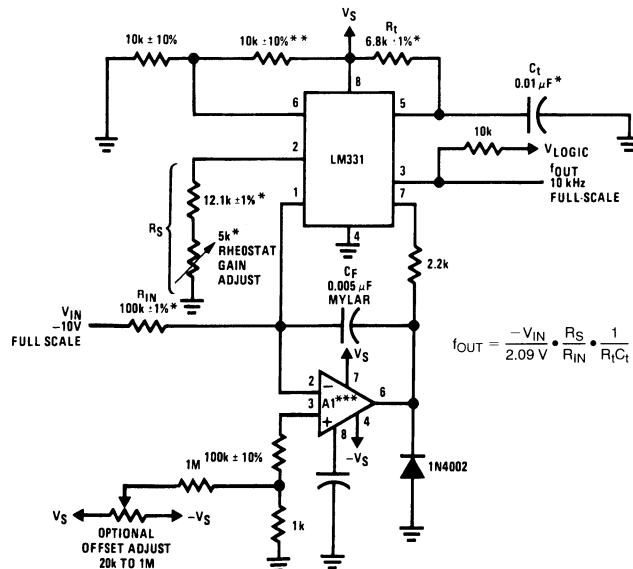 V_S
10k ± 10%
10k ± 10%**
R_t
6.8k ± 1%*
C_t
0.01 μF*
8
6
5
LM331
10k
V_LOGIC
2
3
f_OUT
10 kHz
FULL-SCALE
1
7
4
R_S
12.1k ± 1%*
5k*
RHEOSTAT
GAIN
ADJUST
2.2k
C_F
0.005 μF
MYLAR
V_IN
−10V
FULL SCALE
R_IN
100k ± 1%*
f_OUT = −V_IN / 2.09 V • R_S / R_IN • 1 / R_tC_t
V_S
7
2
−
A1***
6
3
+
4
8
−V_S
100k ± 10%
1M
1N4002
V_S
−V_S
1k
OPTIONAL
OFFSET ADJUST
20k TO 1M